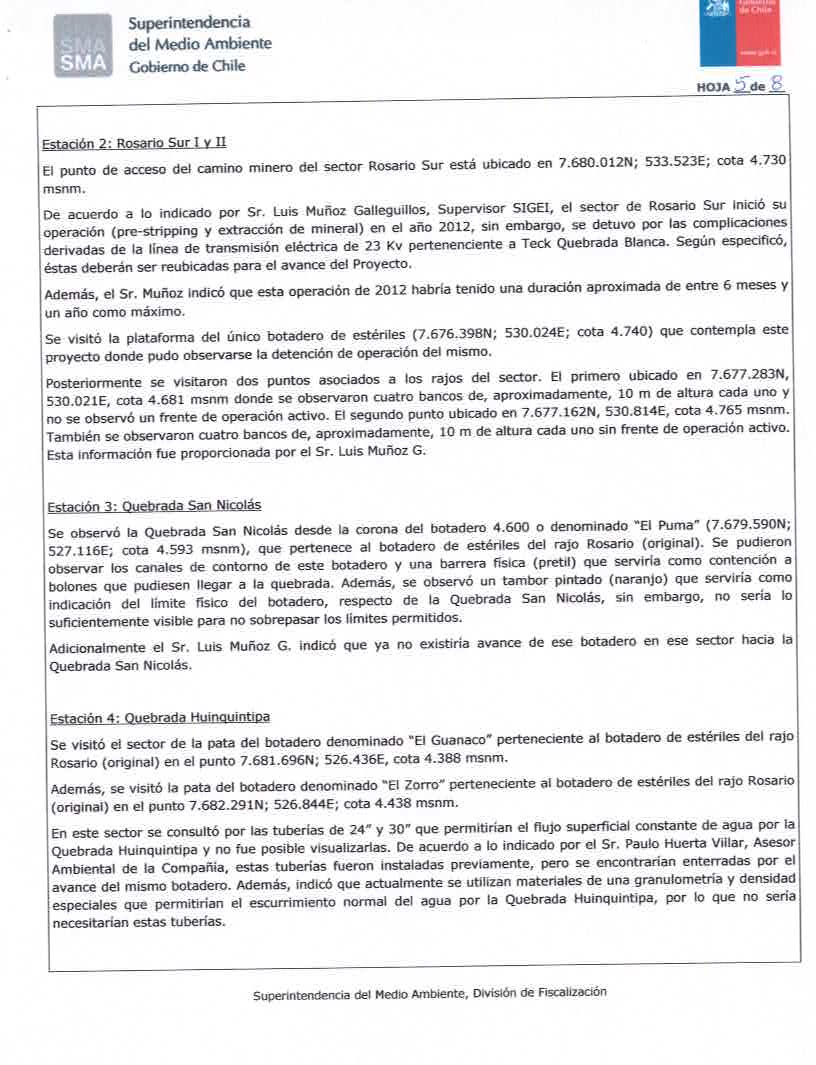 SMA
SMA
SMA
Superintendencia
del Medio Ambiente
Gobierno de Chile
Gobierno
de Chile
HOJA 5 de 8
Estación 2: Rosario Sur I y II
El punto de acceso del camino minero del sector Rosario Sur está ubicado en 7.680.012N; 533.523E; cota 4.730
msnm.
De acuerdo a lo indicado por Sr. Luis Muñoz Galleguillos, Supervisor SIGEI, el sector de Rosario Sur inició su
operación (pre-stripping y extracción de mineral) en el año 2012, sin embargo, se detuvo por las complicaciones
derivadas de la línea de transmisión eléctrica de 23 Kv pertenenciente a Teck Quebrada Blanca. Según especificó,
éstas deberán ser reubicadas para el avance del Proyecto.
Además, el Sr. Muñoz indicó que esta operación de 2012 habría tenido una duración aproximada de entre 6 meses y
un año como máximo.
Se visitó la plataforma del único botadero de estériles (7.676.398N; 530.024E; cota 4.740) que contempla este
proyecto donde pudo observarse la detención de operación del mismo.
Posteriormente se visitaron dos puntos asociados a los rajos del sector. El primero ubicado en 7.677.283N,
530.021E, cota 4.681 msnm donde se observaron cuatro bancos de, aproximadamente, 10 m de altura cada uno y
no se observó un frente de operación activo. El segundo punto ubicado en 7.677.162N, 530.814E, cota 4.765 msnm.
También se observaron cuatro bancos de, aproximadamente, 10 m de altura cada uno sin frente de operación activo.
Esta información fue proporcionada por el Sr. Luis Muñoz G.
Estación 3: Quebrada San Nicolás
Se observó la Quebrada San Nicolás desde la corona del botadero 4.600 o denominado "El Puma" (7.679.590N;
527.116E; cota 4.593 msnm), que pertenece al botadero de estériles del rajo Rosario (original). Se pudieron
observar los canales de contorno de este botadero y una barrera física (pretil) que serviría como contención a
bolones que pudiesen llegar a la quebrada. Además, se observó un tambor pintado (naranjo) que serviría como
indicación del límite físico del botadero, respecto de la Quebrada San Nicolás, sin embargo, no sería lo
suficientemente visible para no sobrepasar los límites permitidos.
Adicionalmente el Sr. Luis Muñoz G. indicó que ya no existiría avance de ese botadero en ese sector hacia la
Quebrada San Nicolás.
Estación 4: Quebrada Huinquintipa
Se visitó el sector de la pata del botadero denominado "El Guanaco" perteneciente al botadero de estériles del rajo
Rosario (original) en el punto 7.681.696N; 526.436E, cota 4.388 msnm.
Además, se visitó la pata del botadero denominado "El Zorro" perteneciente al botadero de estériles del rajo Rosario
(original) en el punto 7.682.291N; 526.844E; cota 4.438 msnm.
En este sector se consultó por las tuberías de 24" y 30" que permitirían el flujo superficial constante de agua por la
Quebrada Huinquintipa y no fue posible visualizarlas. De acuerdo a lo indicado por el Sr. Paulo Huerta Villar, Asesor
Ambiental de la Compañía, estas tuberías fueron instaladas previamente, pero se encontrarían enterradas por el
avance del mismo botadero. Además, indicó que actualmente se utilizan materiales de una granulometría y densidad
especiales que permitirían el escurrimiento normal del agua por la Quebrada Huinquintipa, por lo que no sería
necesitarían estas tuberías.
Superintendencia del Medio Ambiente, División de Fiscalización